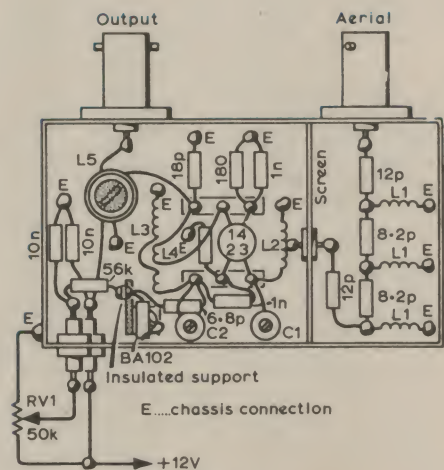 Output
Aerial
E
E
E
L5
18p
180
1n
Screen
12p
L1
E
E
L3
E
E
10n
10n
E
L4
14
23
L2
8·2p
E
L1
56k
12p
8·2p
E
6·8p
1n
L1
BA102
C2
C1
Insulated support
RV1
50k
E.....chassis connection
+12V